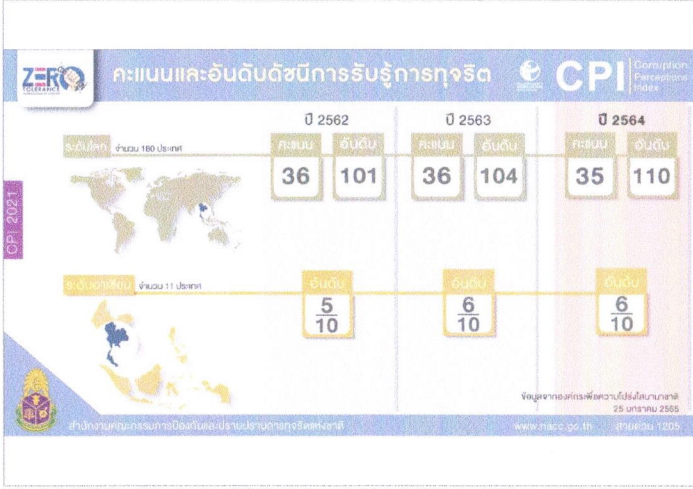 ZERO
TOLERANCE
คะแนนและอันดับดัชนีการรับรู้การทุจริต
CPI
Corruption
Perceptions
Index
ปี 2562
ปี 2563
ปี 2564
ระดับโลก จำนวน 180 ประเทศ
คะแนน อันดับ
คะแนน อันดับ
คะแนน อันดับ
36 101
36 104
35 110
CPI 2021
ระดับอาเซียน จำนวน 11 ประเทศ
อันดับ
อันดับ
อันดับ
5
10
6
10
6
10
ข้อมูลจากองค์กรเพื่อความโปร่งใสนานาชาติ
25 มกราคม 2565
สำนักงานคณะกรรมการป้องกันและปราบปรามการทุจริตแห่งชาติ
www.nacc.go.th สายด่วน 1205